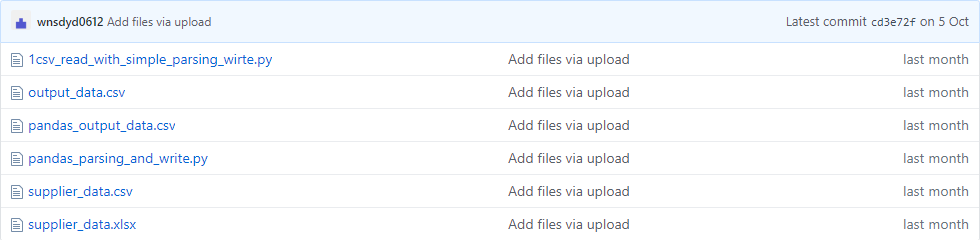 wnsdyd0612 Add files via upload Latest commit cd3e72f on 5 Oct
1csv_read_with_simple_parsing_wirte.py Add files via upload last month
output_data.csv Add files via upload last month
pandas_output_data.csv Add files via upload last month
pandas_parsing_and_write.py Add files via upload last month
supplier_data.csv Add files via upload last month
supplier_data.xlsx Add files via upload last month